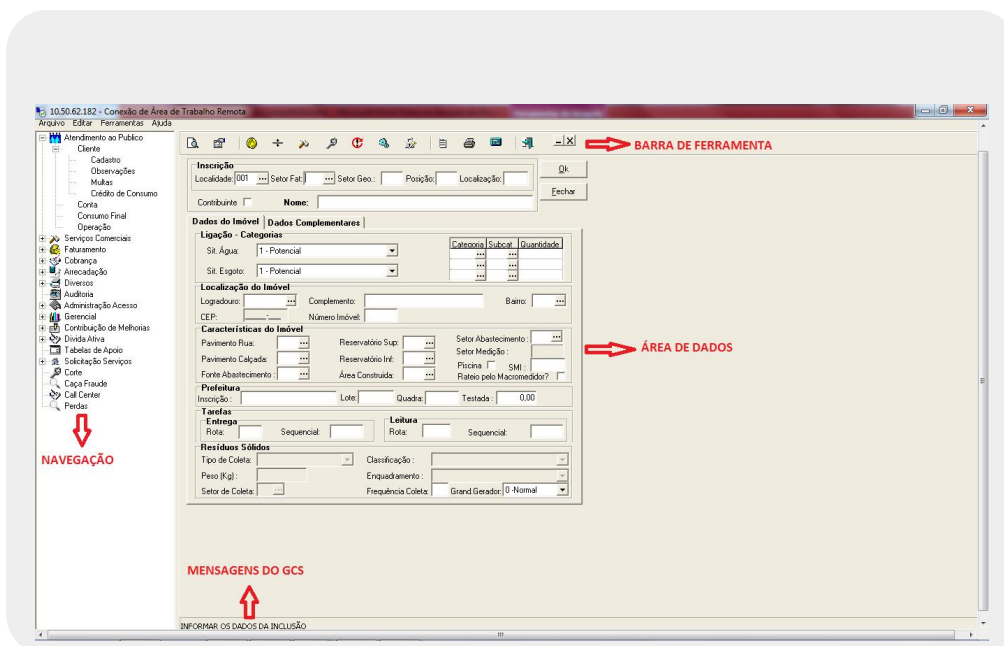 10.50.62.182 - Conexão de Área de Trabalho Remota
Arquivo Editar Ferramentas Ajuda
Atendimento ao Publico
Cliente
Cadastro
Observações
Multas
Crédito de Consumo
Conta
Consumo Final
Operação
Serviços Comerciais
Faturamento
Cobrança
Arrecadação
Diversos
Auditoria
Administração Acesso
Gerencial
Contribuição de Melhorias
Divida Ativa
Tabelas de Apoio
Solicitação Serviços
Corte
Caça Fraude
Call Center
Perdas
NAVEGAÇÃO
BARRA DE FERRAMENTA
Inscrição
Localidade: 001 ... Setor Fat: ... Setor Geo.: Posição: Localização:
Contribuinte Nome:
Ok
Fechar
Dados do Imóvel Dados Complementares
Ligação - Categorias
Sit. Água: 1 - Potencial
Sit. Esgoto: 1 - Potencial
Categoria Subcat Quantidade
... ...
... ...
... ...
Localização do Imóvel
Logradouro: ... Complemento: Bairro: ...
CEP: _____-___ Número Imóvel:
Características do Imóvel
Pavimento Rua: ... Reservatório Sup: ... Setor Abastecimento : ...
Setor Medição :
Pavimento Calçada: ... Reservatório Inf: ... Piscina SMI :
Fonte Abastecimento : ... Área Construida: ... Rateio pelo Macromedidor?
Prefeitura
Inscrição : Lote: Quadra: Testada : 0,00
Tarefas
Entrega Leitura
Rota: Sequencial: Rota: Sequencial:
Resíduos Sólidos
Tipo de Coleta: Classificação :
Peso (Kg) : Enquadramento :
Setor de Coleta: ... Frequência Coleta: Grand.Gerador: 0 -Normal
ÁREA DE DADOS
MENSAGENS DO GCS
INFORMAR OS DADOS DA INCLUSÃO